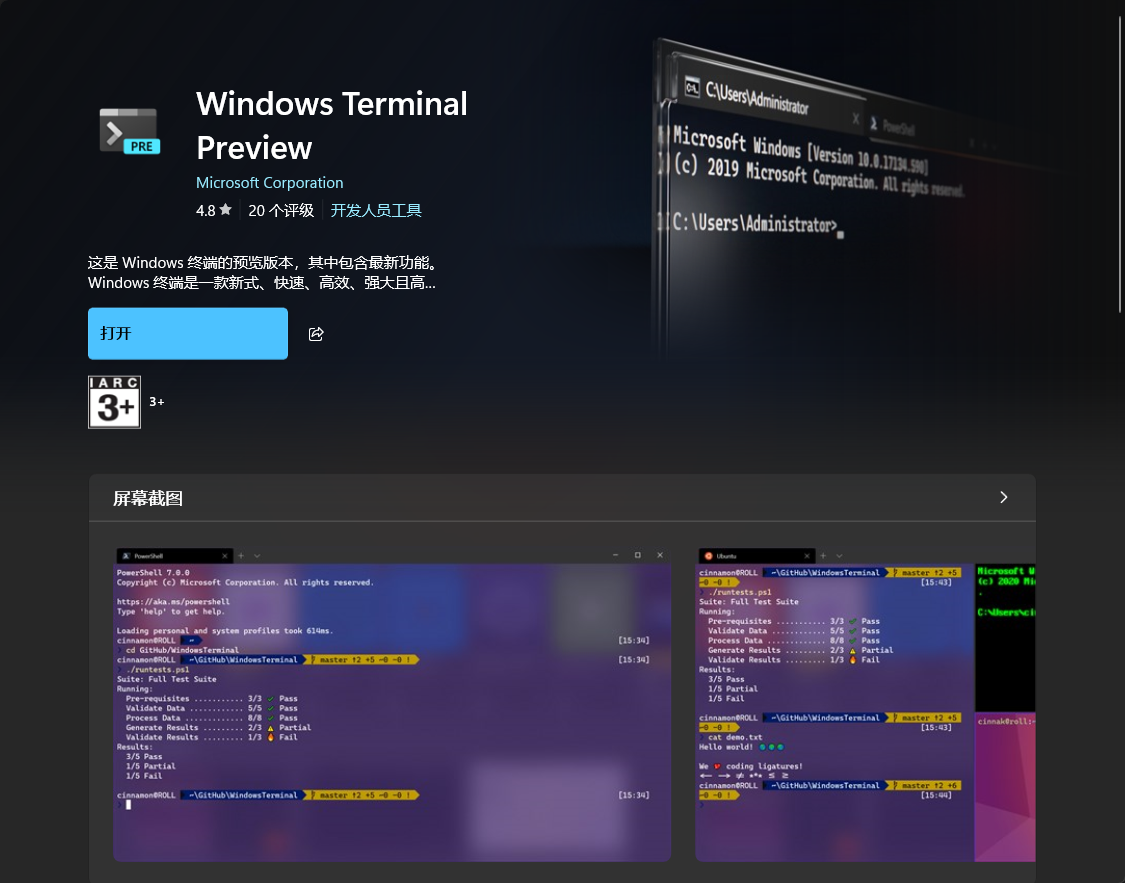 C:\Users\Administrator
PowerShell
Microsoft Windows [Version 10.0.17134.590]
(c) 2019 Microsoft Corporation. All rights reserved.
C:\Users\Administrator>
PRE
Windows Terminal
Preview
Microsoft Corporation
4.8 20 个评级 开发人员工具
这是 Windows 终端的预览版本，其中包含最新功能。
Windows 终端是一款新式、快速、高效、强大且高...
打开
IARC
3+
3+
屏幕截图
PowerShell
PowerShell 7.0.0
Copyright (c) Microsoft Corporation. All rights reserved.
https://aka.ms/powershell
Type 'help' to get help.
Loading personal and system profiles took 614ms.
cinnamon@ROLL ~ [15:34]
cd GitHub/WindowsTerminal
cinnamon@ROLL ~\GitHub\WindowsTerminal master ↑2 +5 ~0 -0 ! [15:34]
./runtests.ps1
Suite: Full Test Suite
Running:
Pre-requisites .......... 3/3 ✓ Pass
Validate Data ........... 5/5 ✓ Pass
Process Data ............ 8/8 ✓ Pass
Generate Results ........ 2/3 ⚠ Partial
Validate Results ........ 1/3 🔥 Fail
Results:
3/5 Pass
1/5 Partial
1/5 Fail
cinnamon@ROLL ~\GitHub\WindowsTerminal master ↑2 +5 ~0 -0 ! [15:34]
Ubuntu
cinnamon@ROLL ~\GitHub\WindowsTerminal master ↑2 +5
~0 -0 ! [15:43]
./runtests.ps1
Suite: Full Test Suite
Running:
Pre-requisites .......... 3/3 ✓ Pass
Validate Data ........... 5/5 ✓ Pass
Process Data ............ 8/8 ✓ Pass
Generate Results ........ 2/3 ⚠ Partial
Validate Results ........ 1/3 🔥 Fail
Results:
3/5 Pass
1/5 Partial
1/5 Fail
cinnamon@ROLL ~\GitHub\WindowsTerminal master ↑2 +5
~0 -0 ! [15:43]
cat demo.txt
Hello world!
We ❤ coding ligatures!
cinnamon@ROLL ~\GitHub\WindowsTerminal master ↑2 +6
~0 -0 ! [15:44]
Microsoft W
(c) 2020 Mi
.
C:\Users\ci
cinnak@roll:~